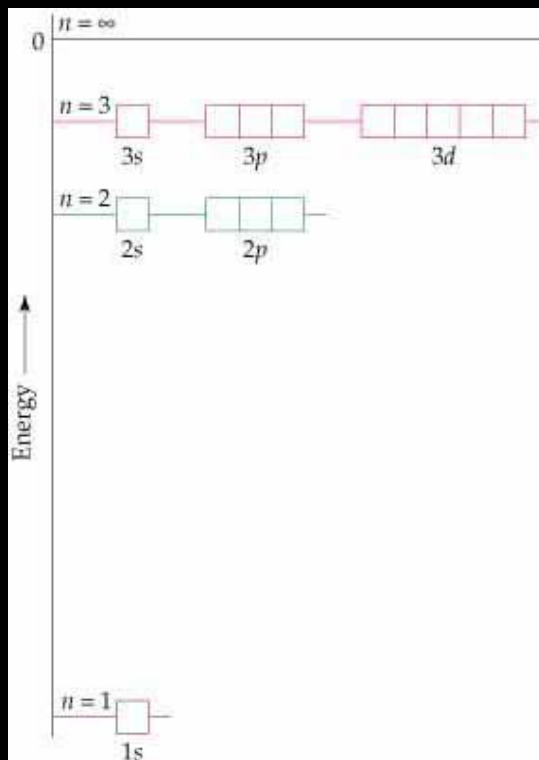 n = ∞
0
n = 3
3s 3p 3d
n = 2
2s 2p
Energy
n = 1
1s